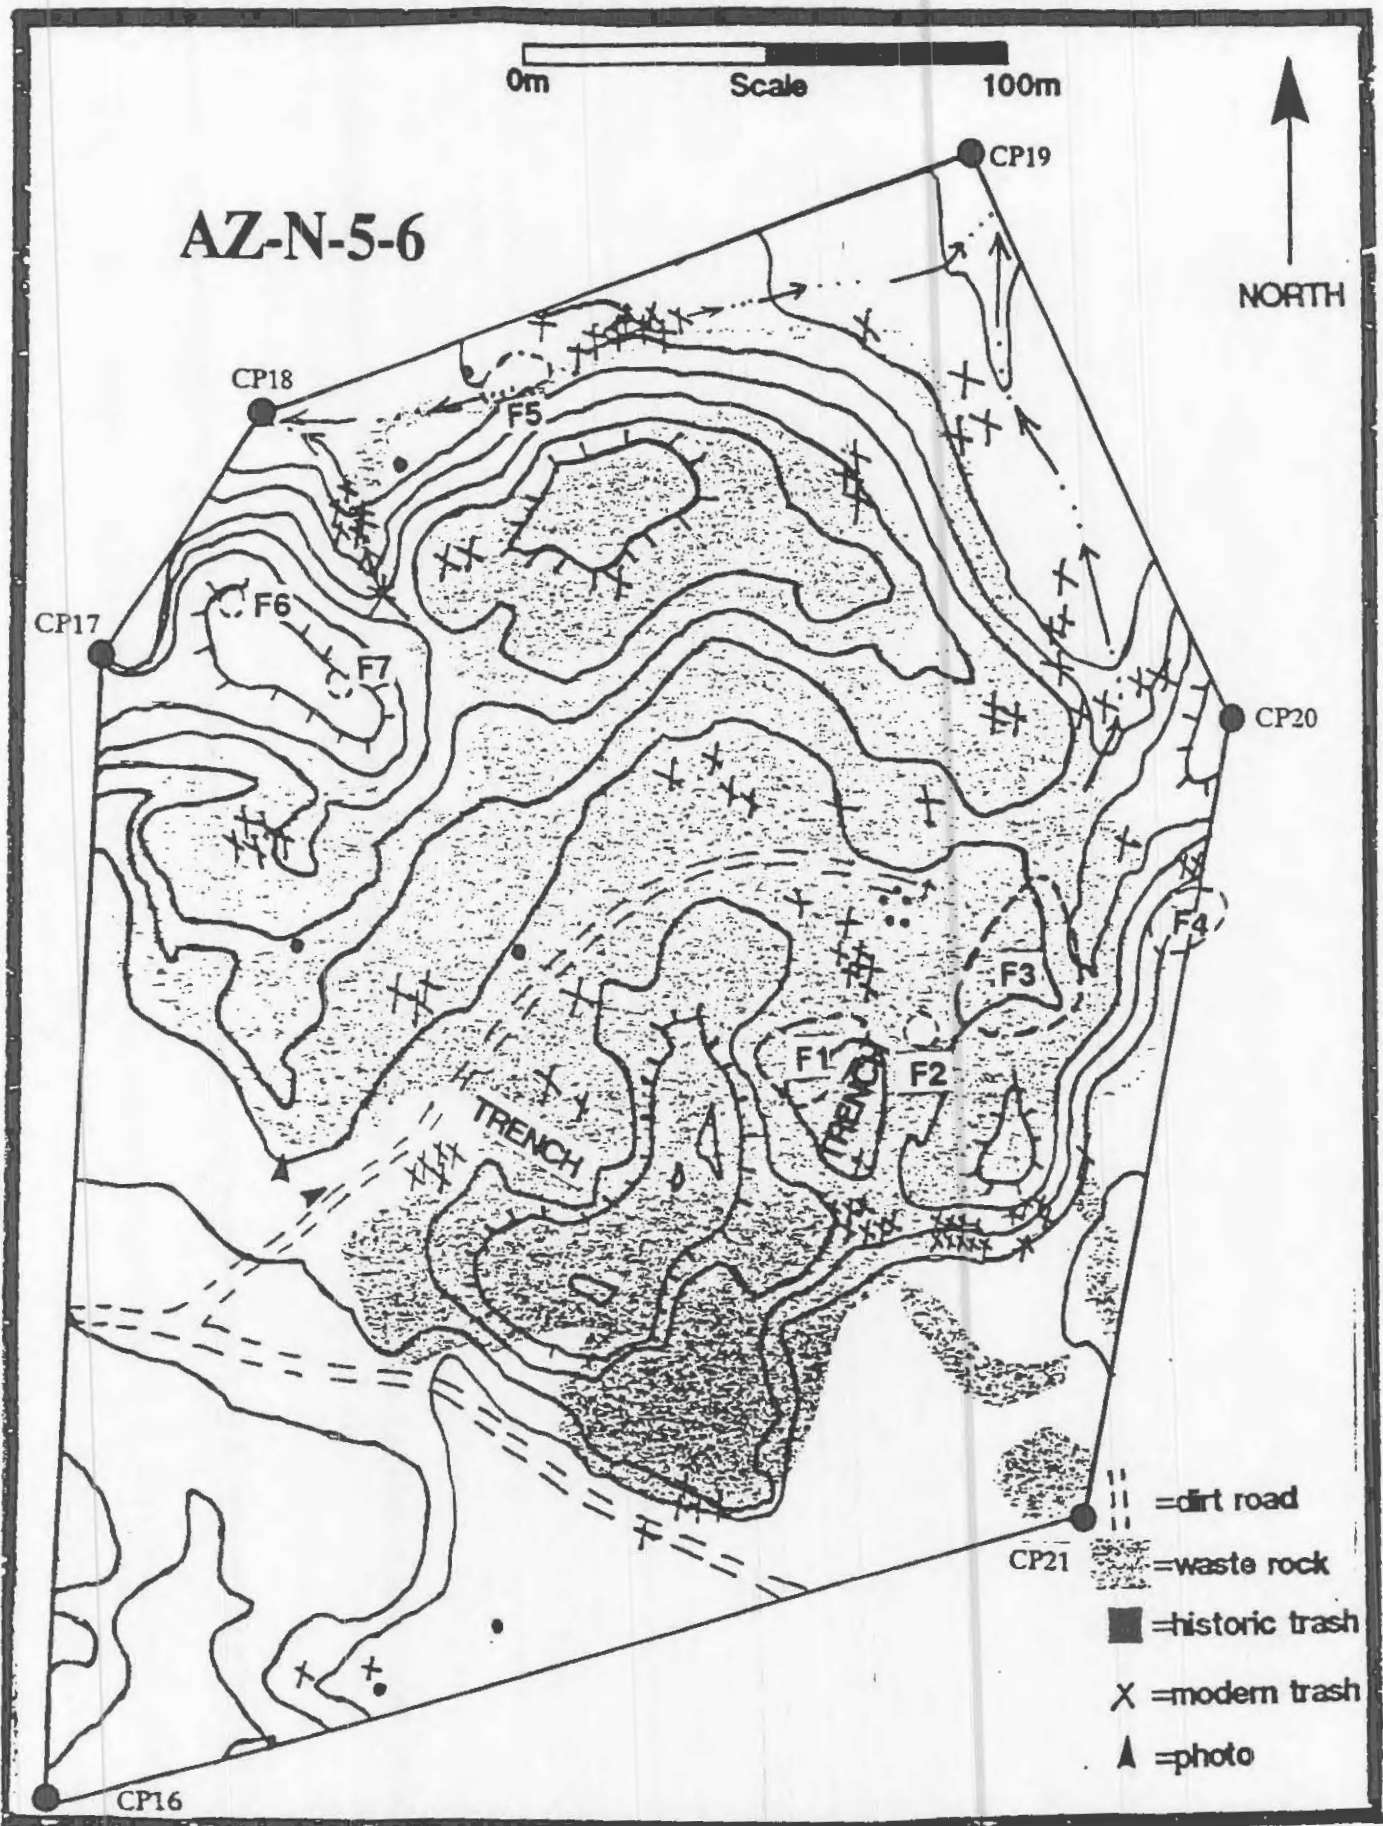 0m Scale 100m
CP19
AZ-N-5-6
NORTH
CP18
F5
F6
CP17
F7
CP20
F4
F3
F1
F2
TRENCH
TRENCH
=dirt road
CP21
=waste rock
=historic trash
X =modern trash
=photo
CP16